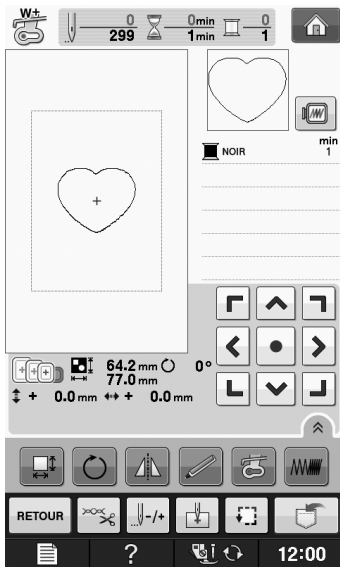 W+
0 0min 0
299 1min 1
min
NOIR 1
64.2 mm 0°
77.0 mm
+ 0.0 mm + 0.0 mm
RETOUR -/+
? 12:00